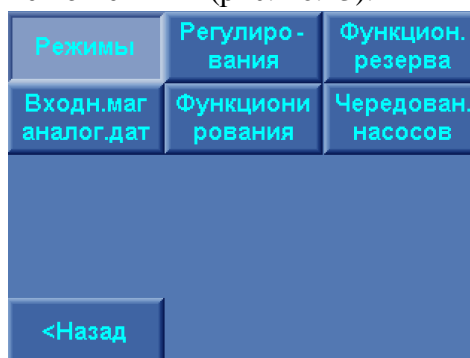 Режимы
Регулиро-
вания
Функцион.
резерва
Входн.маг
аналог.дат
Функциони
рования
Чередован.
насосов
<Назад